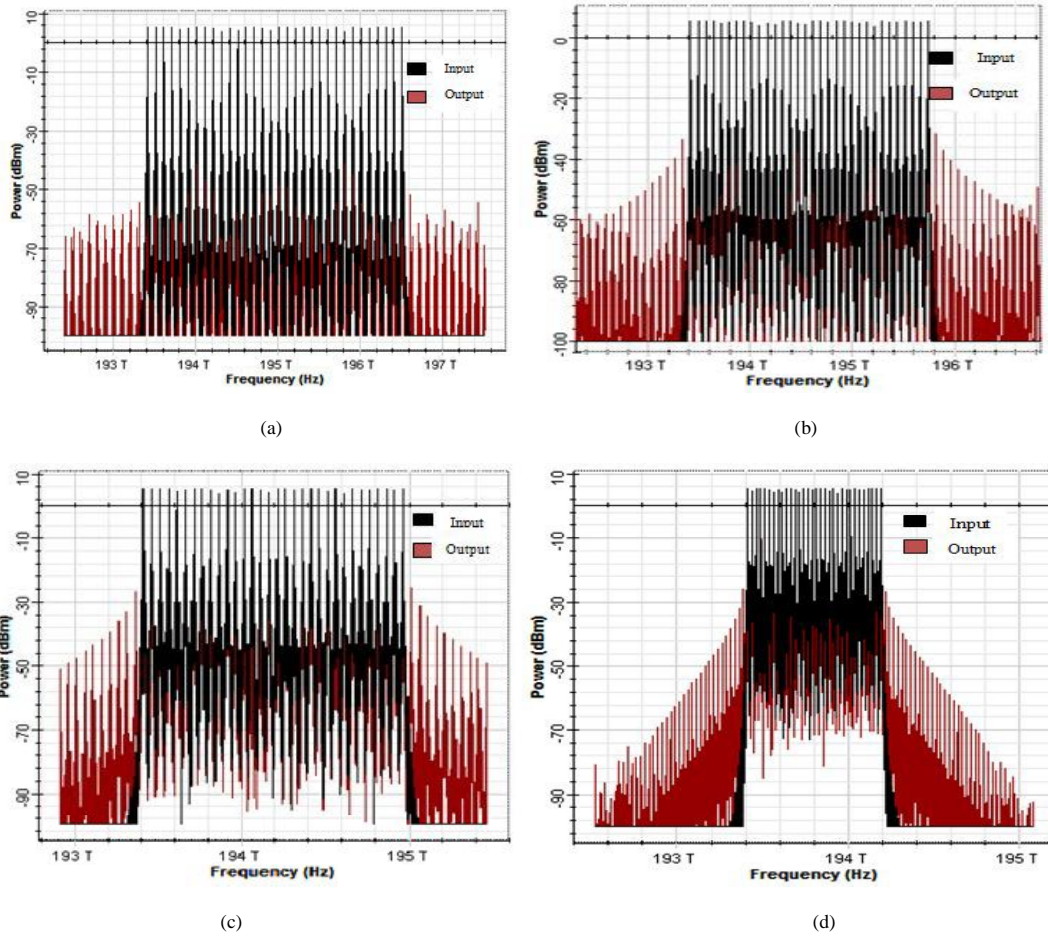 10
-10
-30
-50
-70
-90
Power (dBm)
Input
Output
193 T 194 T 195 T 196 T 197 T
Frequency (Hz)
(a)
0
-20
-40
-60
-80
-100
Power (dBm)
Input
Output
193 T 194 T 195 T 196 T
Frequency (Hz)
(b)
10
-10
-30
-50
-70
-90
Power (dBm)
Input
Output
193 T 194 T 195 T
Frequency (Hz)
(c)
10
-10
-30
-50
-70
-90
Power (dBm)
Input
Output
193 T 194 T 195 T
Frequency (Hz)
(d)